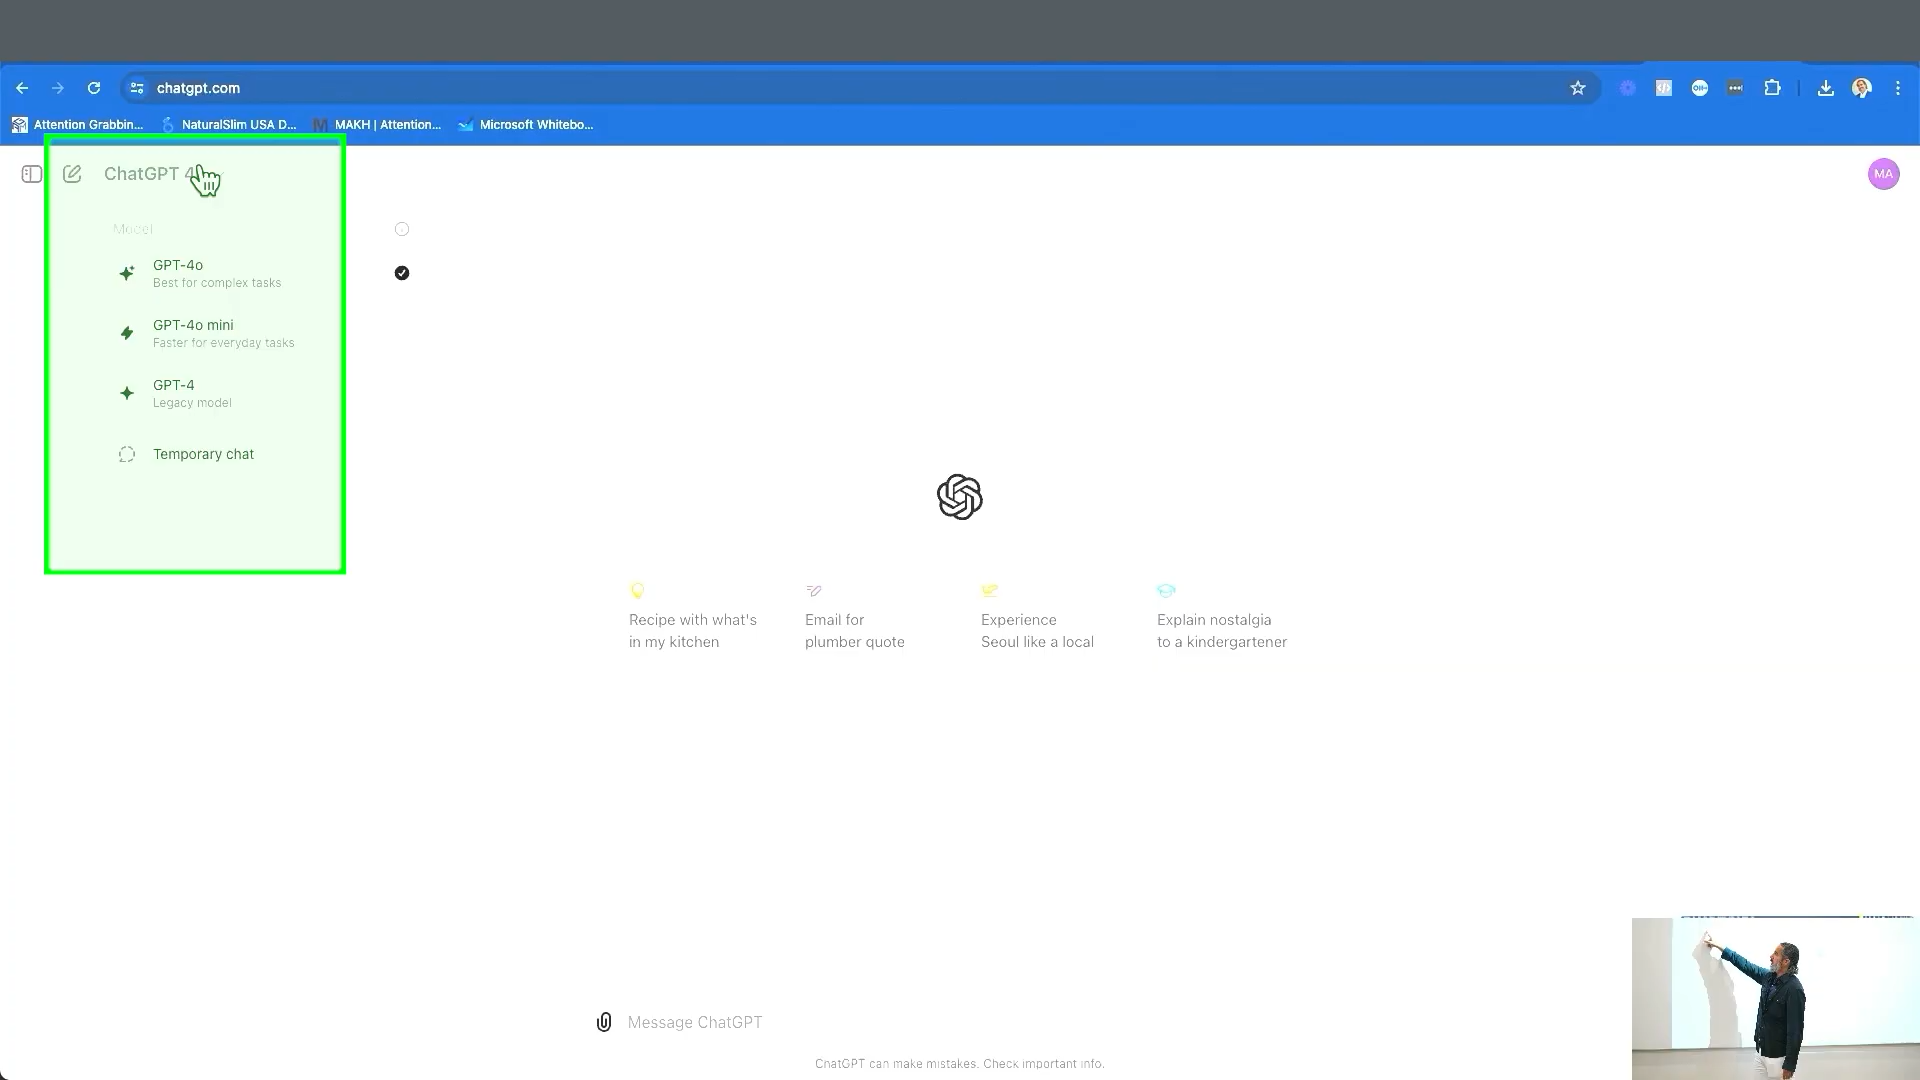 chatgpt.com
Attention Grabbin...
NaturalSlim USA D...
MAKH | Attention...
Microsoft Whitebo...
ChatGPT 4
MA
Model
GPT-4o
Best for complex tasks
GPT-4o mini
Faster for everyday tasks
GPT-4
Legacy model
Temporary chat
Recipe with what's
in my kitchen
Email for
plumber quote
Experience
Seoul like a local
Explain nostalgia
to a kindergartener
Message ChatGPT
ChatGPT can make mistakes. Check important info.